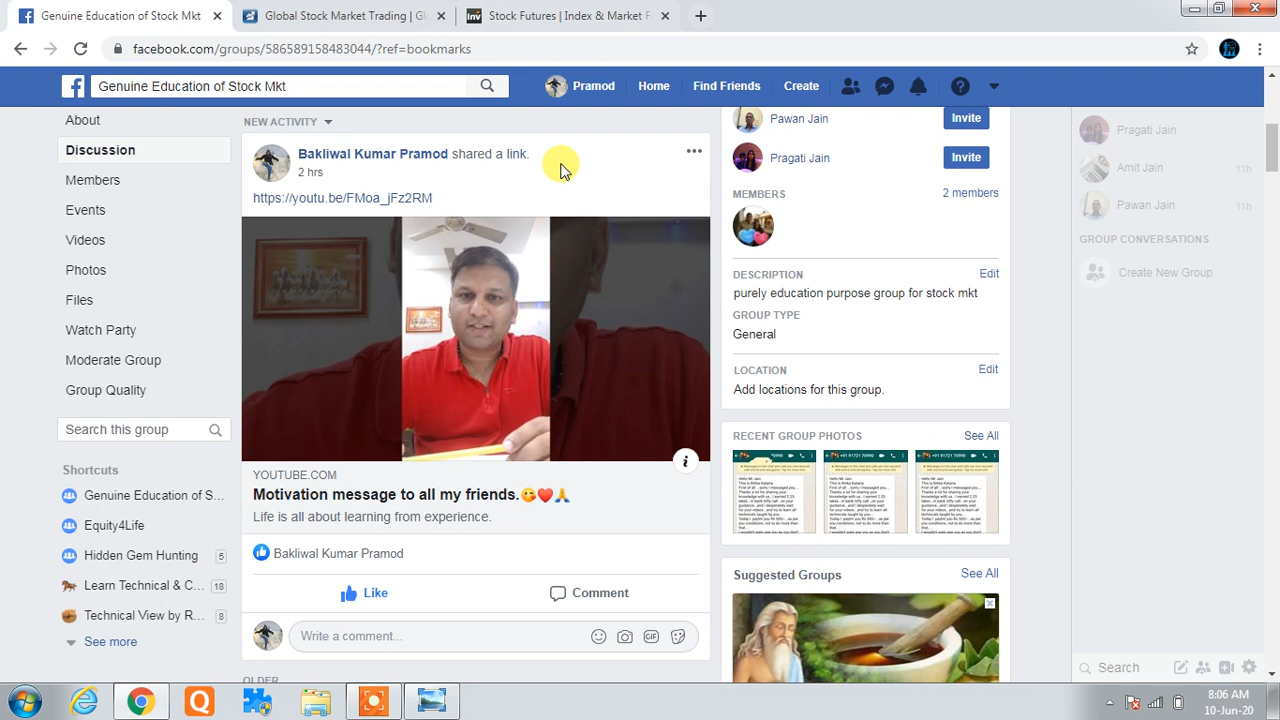 Genuine Education of Stock Mkt
Global Stock Market Trading | Gl
Stock Futures | Index & Market F
facebook.com/groups/586589158483044/?ref=bookmarks
Genuine Education of Stock Mkt
Pramod
Home
Find Friends
Create
About
Discussion
Members
Events
Videos
Photos
Files
Watch Party
Moderate Group
Group Quality
Search this group
Shortcuts
Genuine Education of S...
Equity4Life
Hidden Gem Hunting 5
Learn Technical & C... 18
Technical View by R... 8
See more
NEW ACTIVITY
Bakliwal Kumar Pramod shared a link.
2 hrs
https://youtu.be/FMoa_jFz2RM
YOUTUBE.COM
Motivation message to all my friends.😋❤️🎶
is all about learning from experie
Bakliwal Kumar Pramod
Like
Comment
Write a comment...
GIF
OLDER
Pawan Jain Invite
Pragati Jain Invite
MEMBERS 2 members
DESCRIPTION Edit
purely education purpose group for stock mkt
GROUP TYPE
General
LOCATION Edit
Add locations for this group.
RECENT GROUP PHOTOS See All
Suggested Groups See All
Pragati Jain
Amit Jain 11h
Pawan Jain 11h
GROUP CONVERSATIONS
Create New Group
Search
8:06 AM
10-Jun-20